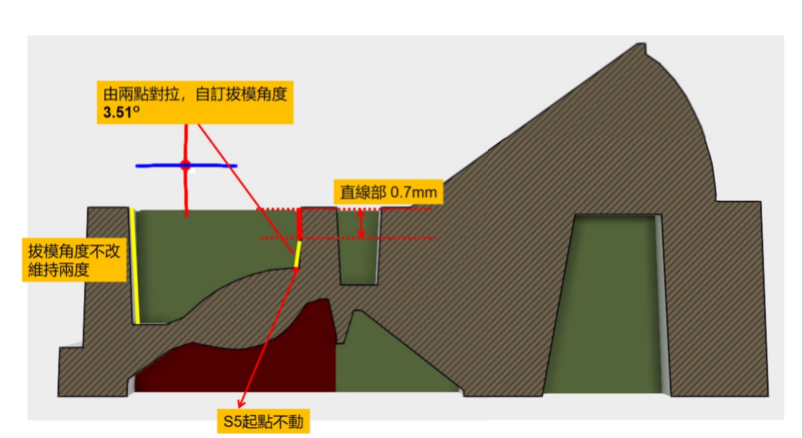 由兩點對拉，自訂拔模角度
3.51º
直線部 0.7mm
拔模角度不改
維持兩度
S5起點不動